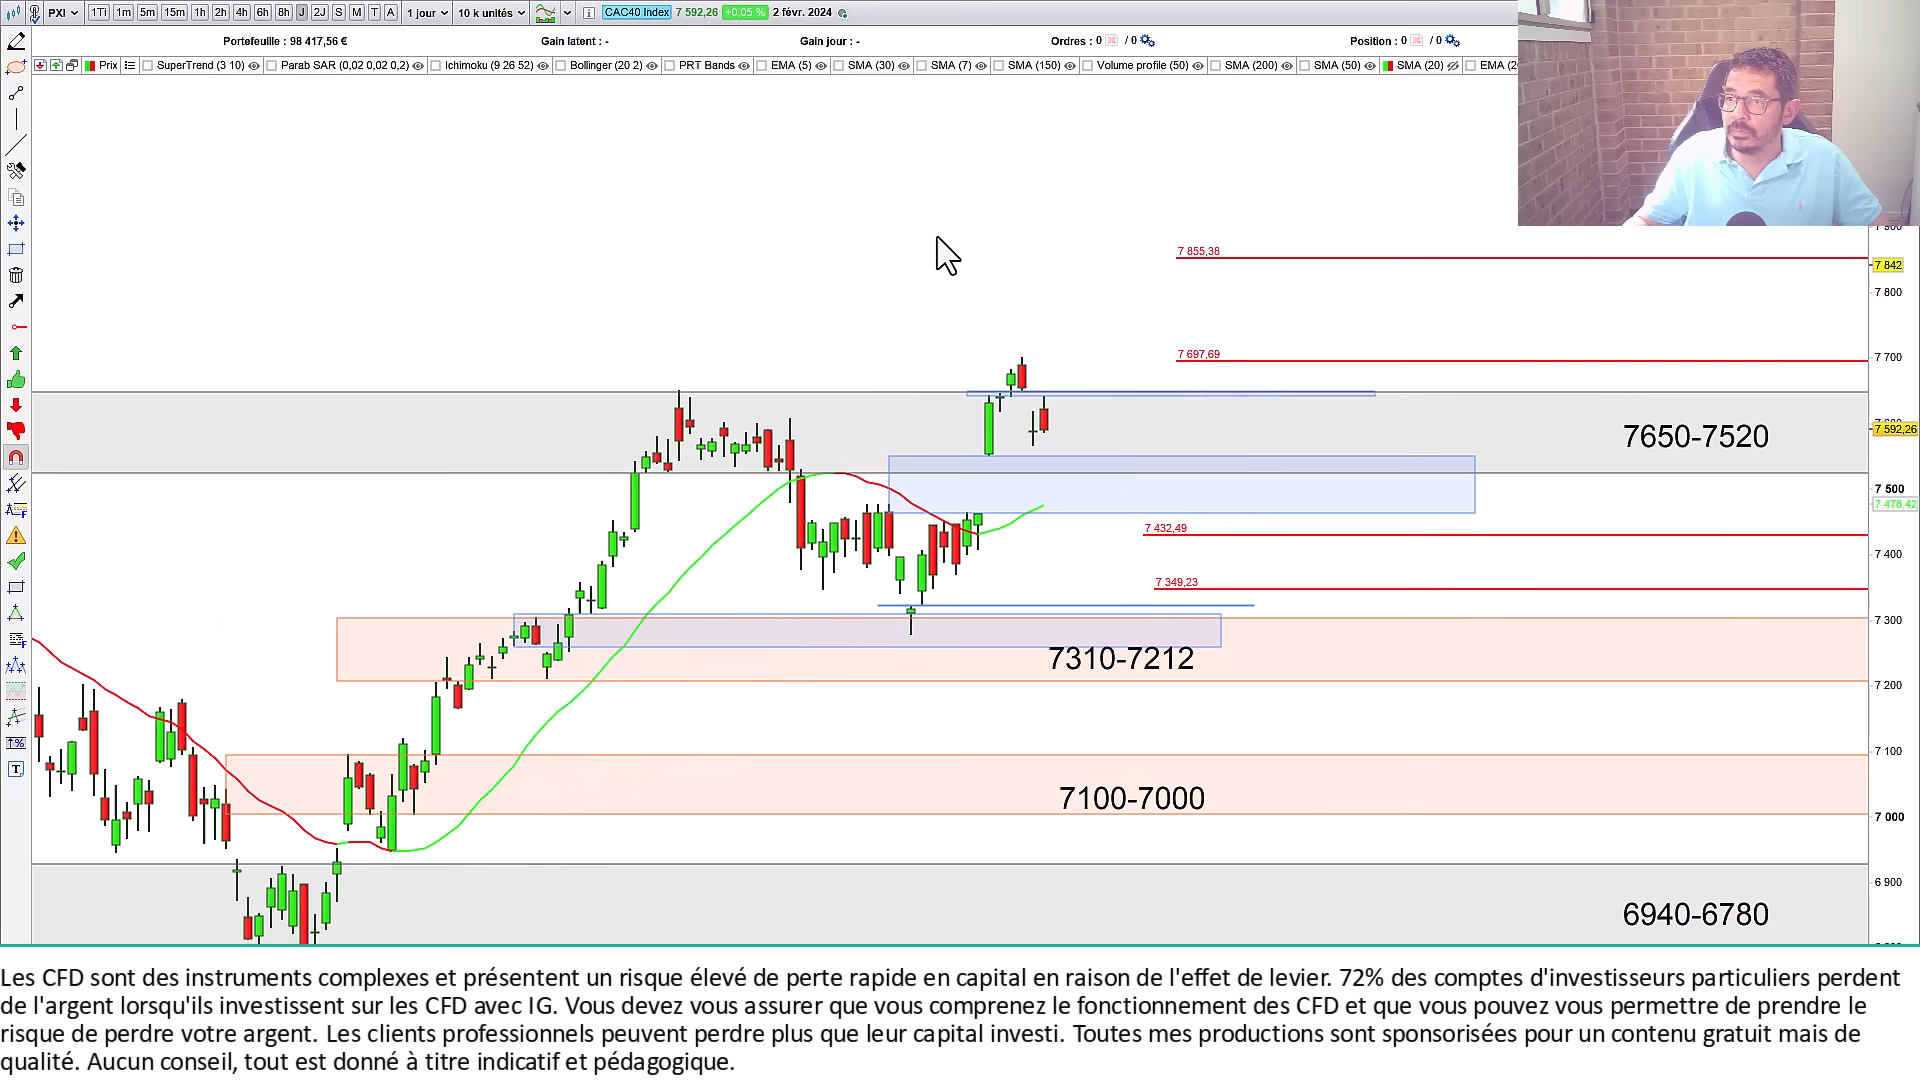 PXI 1Ti 1m 5m 15m 1h 2h 4h 6h 8h J 2J S M T A 1 jour 10 k unités CAC40 Index 7 592,26 +0,05 % 2 févr. 2024
Portefeuille : 98 417,56 € Gain latent : - Gain jour : - Ordres : 0 / 0 Position : 0 / 0
Prix SuperTrend (3 10) Parab SAR (0,02 0,02 0,2) Ichimoku (9 26 52) Bollinger (20 2) PRT Bands EMA (5) SMA (30) SMA (7) SMA (150) Volume profile (50) SMA (200) SMA (50) SMA (20) EMA (2
7 855,38
7 842
7 800
7 697,69
7 700
7650-7520
7 592,26
7 500
7 478,42
7 432,49
7 400
7 349,23
7 300
7310-7212
7 200
7 100
7100-7000
7 000
6 900
6940-6780
Les CFD sont des instruments complexes et présentent un risque élevé de perte rapide en capital en raison de l'effet de levier. 72% des comptes d'investisseurs particuliers perdent
de l'argent lorsqu'ils investissent sur les CFD avec IG. Vous devez vous assurer que vous comprenez le fonctionnement des CFD et que vous pouvez vous permettre de prendre le
risque de perdre votre argent. Les clients professionnels peuvent perdre plus que leur capital investi. Toutes mes productions sont sponsorisées pour un contenu gratuit mais de
qualité. Aucun conseil, tout est donné à titre indicatif et pédagogique.